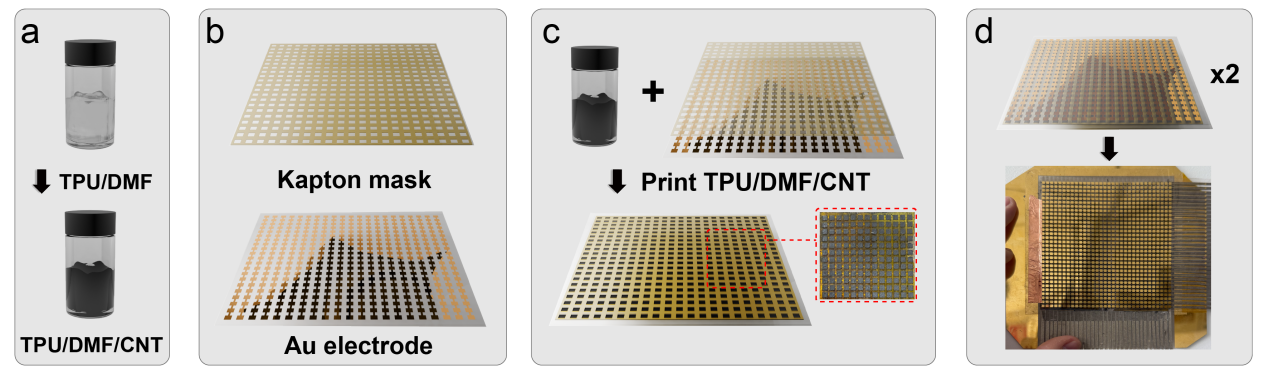 a
TPU/DMF
TPU/DMF/CNT
b
Kapton mask
Au electrode
c
+
Print TPU/DMF/CNT
d
x2